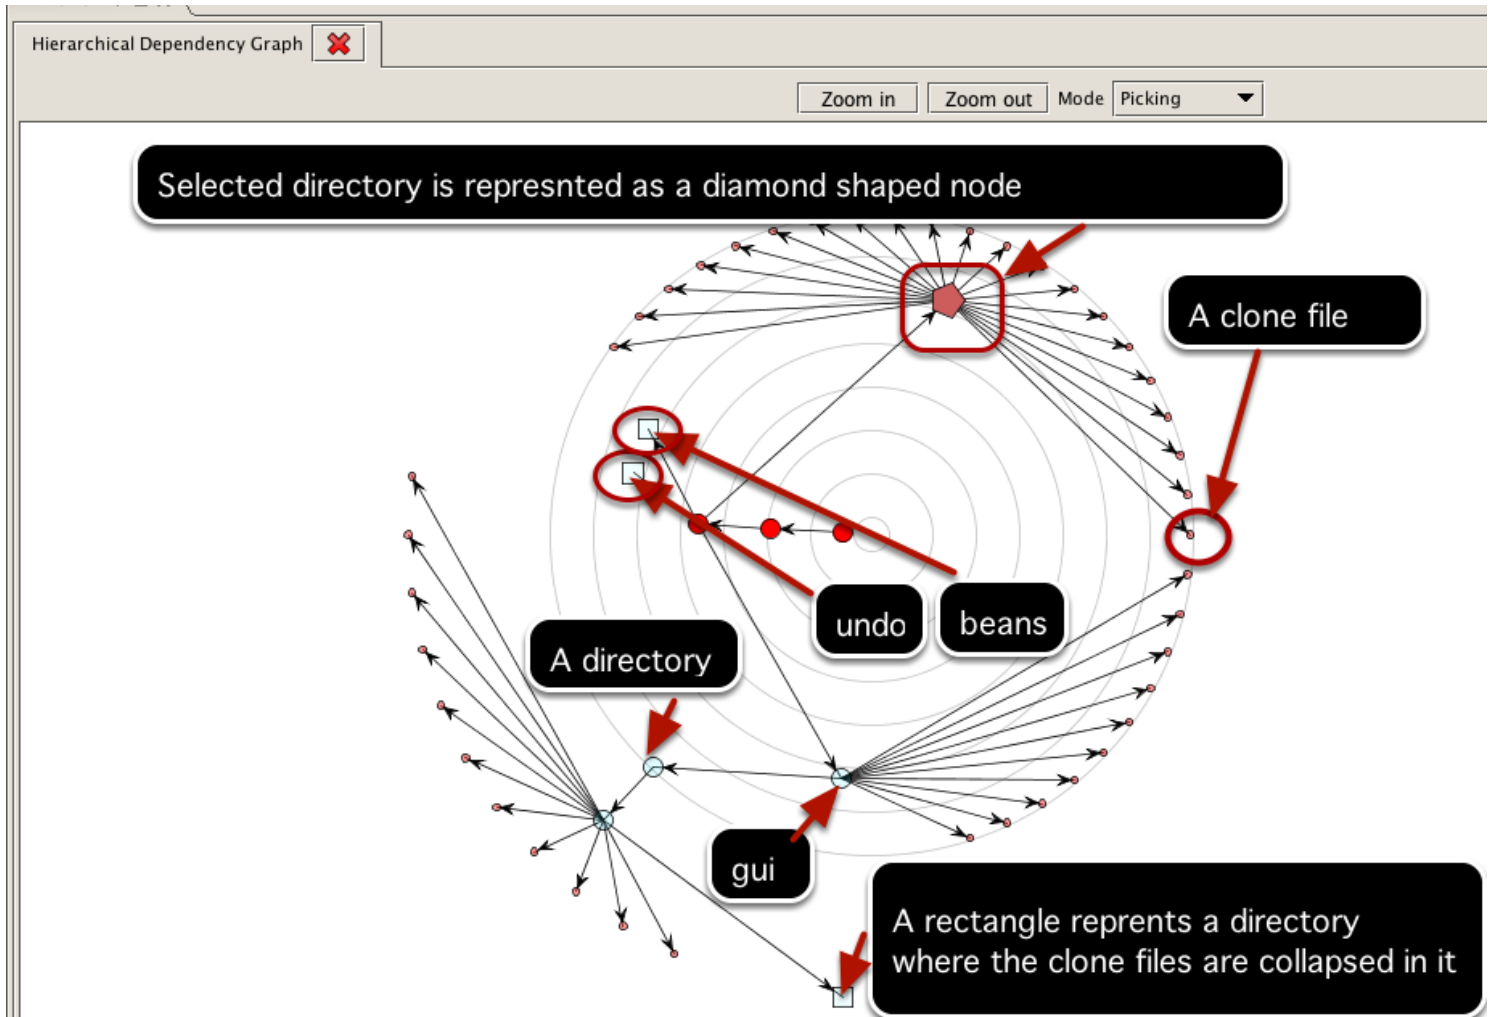 Hierarchical Dependency Graph
Zoom in
Zoom out
Mode
Picking
Selected directory is represnted as a diamond shaped node
A clone file
undo
beans
A directory
gui
A rectangle reprents a directory
where the clone files are collapsed in it